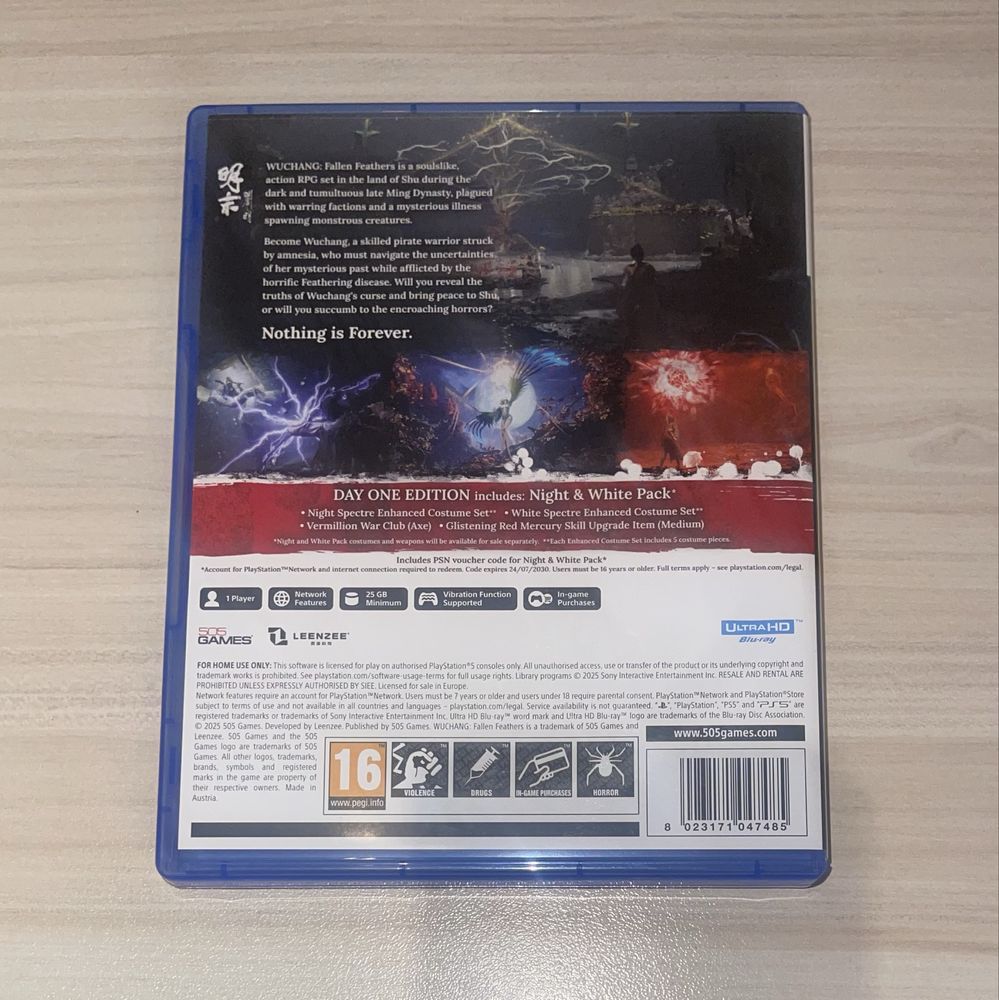 WUCHANG: Fallen Feathers is a soulslike,
action RPG set in the land of Shu during the
dark and tumultuous late Ming Dynasty, plagued
with warring factions and a mysterious illness
spawning monstrous creatures.
Become Wuchang, a skilled pirate warrior struck
by amnesia, who must navigate the uncertainties
of her mysterious past while afflicted by the
horrific Feathering disease. Will you reveal the
truths of Wuchang's curse and bring peace to Shu,
or will you succumb to the encroaching horrors?
Nothing is Forever.
DAY ONE EDITION includes: Night & White Pack*
• Night Spectre Enhanced Costume Set** • White Spectre Enhanced Costume Set**
• Vermillion War Club (Axe) • Glistening Red Mercury Skill Upgrade Item (Medium)
*Night and White Pack costumes and weapons will be available for sale separately. **Each Enhanced Costume Set includes 5 costume pieces.
Includes PSN voucher code for Night & White Pack*
*Account for PlayStation™Network and internet connection required to redeem. Code expires 24/07/2030. Users must be 16 years or older. Full terms apply – see playstation.com/legal.
1 Player
Network
Features
25 GB
Minimum
Vibration Function
Supported
In-game
Purchases
505
GAMES®
LEENZEE™
ULTRA HD™
Blu-ray
FOR HOME USE ONLY: This software is licensed for play on authorised PlayStation®5 consoles only. All unauthorised access, use or transfer of the product or its underlying copyright and
trademark works is prohibited. See playstation.com/software-usage-terms for full usage rights. Library programs © 2025 Sony Interactive Entertainment Inc. RESALE AND RENTAL ARE
PROHIBITED UNLESS EXPRESSLY AUTHORISED BY SIEE. Licensed for sale in Europe.
Network features require an account for PlayStation™Network. Users must be 7 years or older and users under 18 require parental consent. PlayStation™Network and PlayStation®Store
subject to terms of use and not available in all countries and languages – playstation.com/legal. Service availability is not guaranteed. "", "PlayStation", "PS5" and "PS5" are
registered trademarks or trademarks of Sony Interactive Entertainment Inc. Ultra HD Blu-ray™ word mark and Ultra HD Blu-ray™ logo are trademarks of the Blu-ray Disc Association.
© 2025 505 Games. Developed by Leenzee. Published by 505 Games. WUCHANG: Fallen Feathers is a trademark of 505 Games and
Leenzee. 505 Games and the 505
Games logo are trademarks of 505
Games. All other logos, trademarks,
brands, symbols and registered
marks in the game are property of
their respective owners. Made in
Austria.
www.505games.com
16
www.pegi.info
VIOLENCE
DRUGS
IN-GAME PURCHASES
HORROR
8 023171 047485